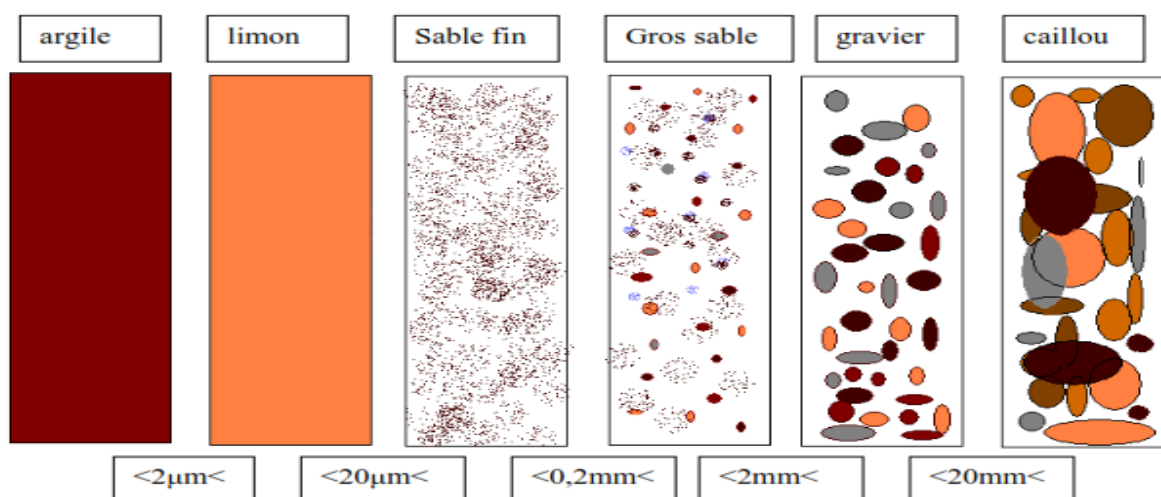 argile limon Sable fin Gros sable gravier caillou
<2μm< <20μm< <0,2mm< <2mm< <20mm<